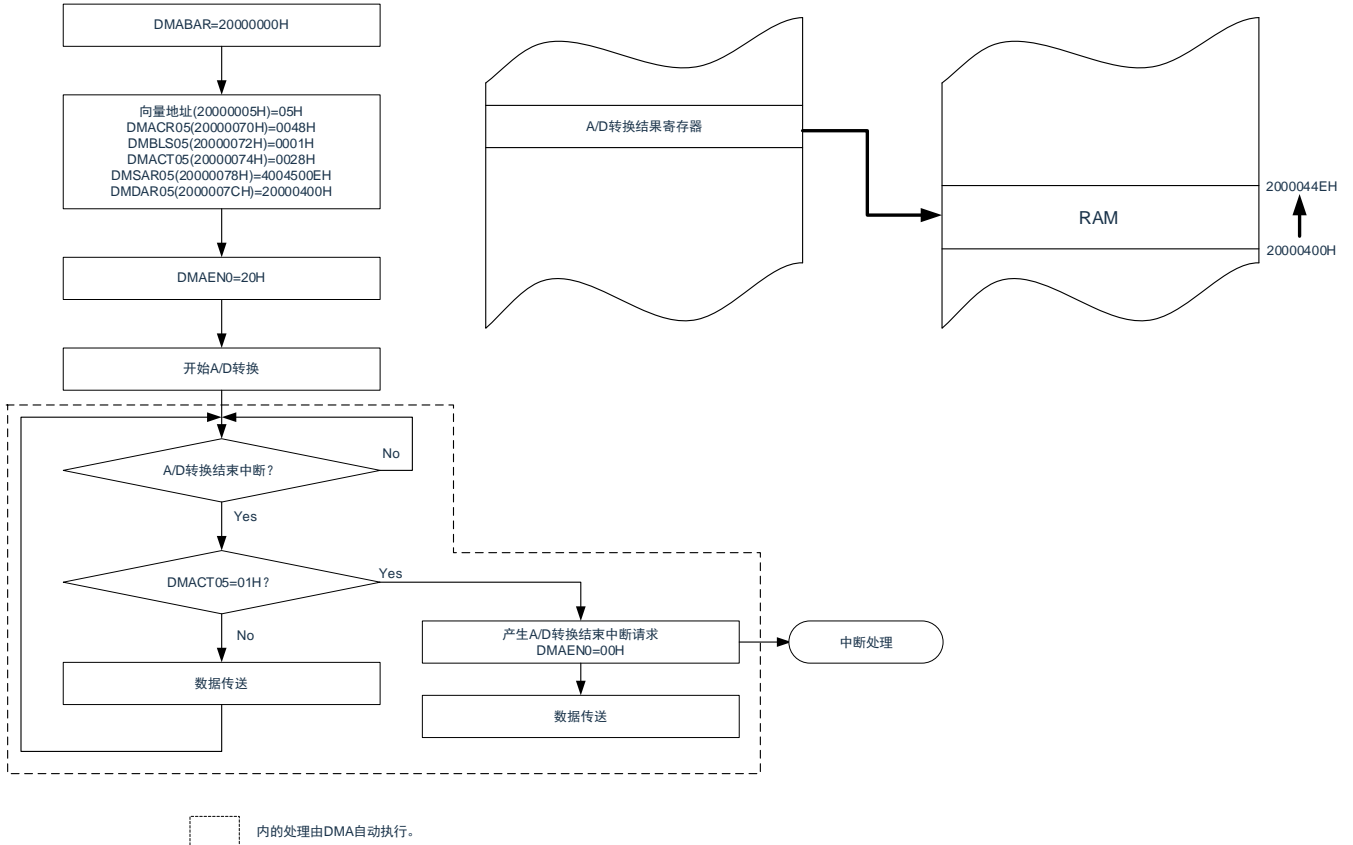 DMABAR=20000000H
向量地址(20000005H)=05H
DMACR05(20000070H)=0048H
DMBLS05(20000072H)=0001H
DMACT05(20000074H)=0028H
DMSAR05(20000078H)=4004500EH
DMDAR05(2000007CH)=20000400H
DMAEN0=20H
开始A/D转换
A/D转换结束中断?
No
Yes
DMACT05=01H?
Yes
No
数据传送
产生A/D转换结束中断请求
DMAEN0=00H
数据传送
中断处理
A/D转换结果寄存器
RAM
2000044EH
20000400H
内的处理由DMA自动执行。